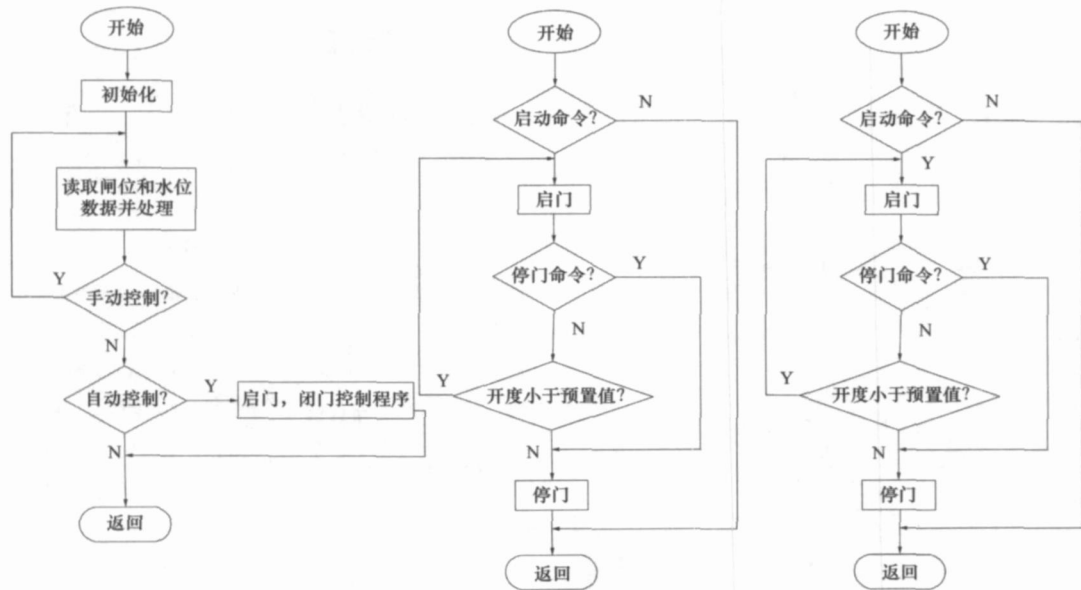 开始
初始化
读取闸位和水位
数据并处理
Y
手动控制?
N
自动控制?
Y
启门，闭门控制程序
N
返回
开始
启动命令?
N
启门
停门命令?
Y
N
Y
开度小于预置值?
N
停门
返回
开始
启动命令?
N
Y
启门
停门命令?
Y
N
Y
开度小于预置值?
N
停门
返回